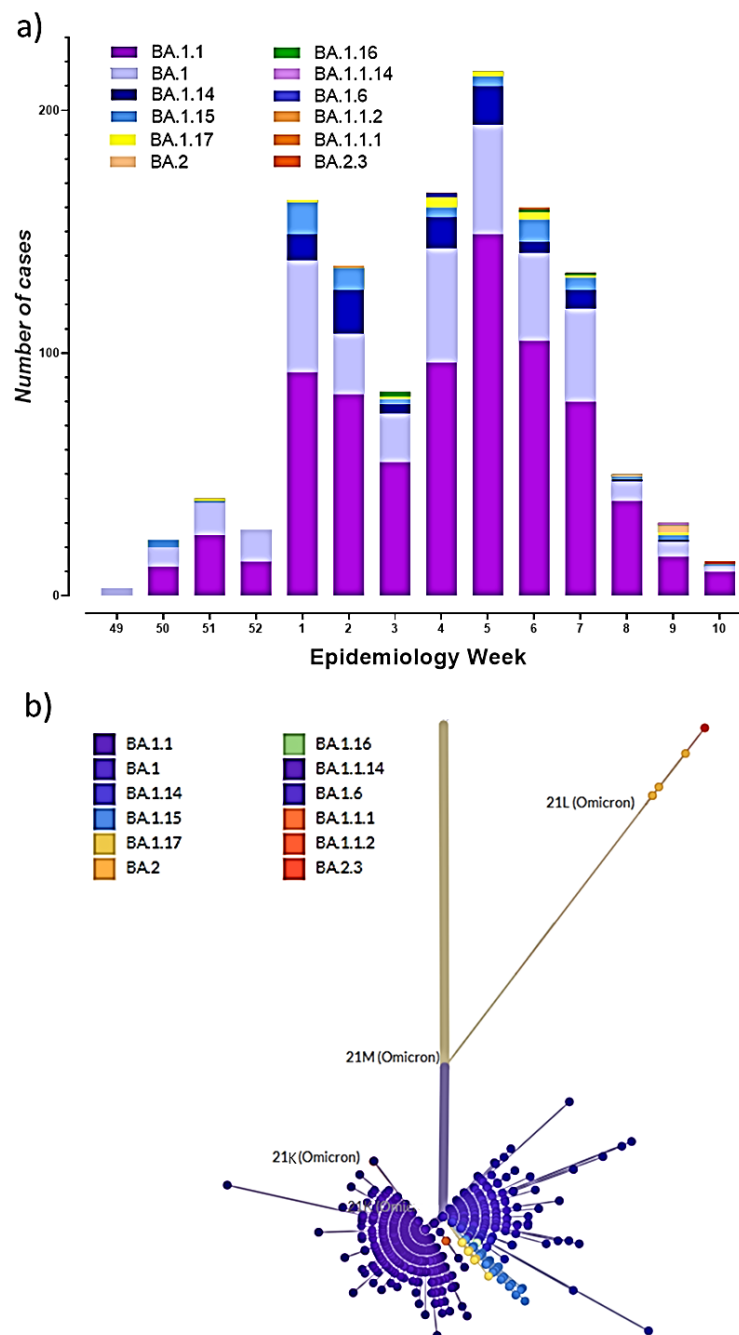 a)
BA.1.1
BA.1
BA.1.14
BA.1.15
BA.1.17
BA.2
BA.1.16
BA.1.1.14
BA.1.6
BA.1.1.2
BA.1.1.1
BA.2.3
200
100
0
Number of cases
49 50 51 52 1 2 3 4 5 6 7 8 9 10
Epidemiology Week
b)
BA.1.1
BA.1
BA.1.14
BA.1.15
BA.1.17
BA.2
BA.1.16
BA.1.1.14
BA.1.6
BA.1.1.1
BA.1.1.2
BA.2.3
21L (Omicron)
21M (Omicron)
21K (Omicron)